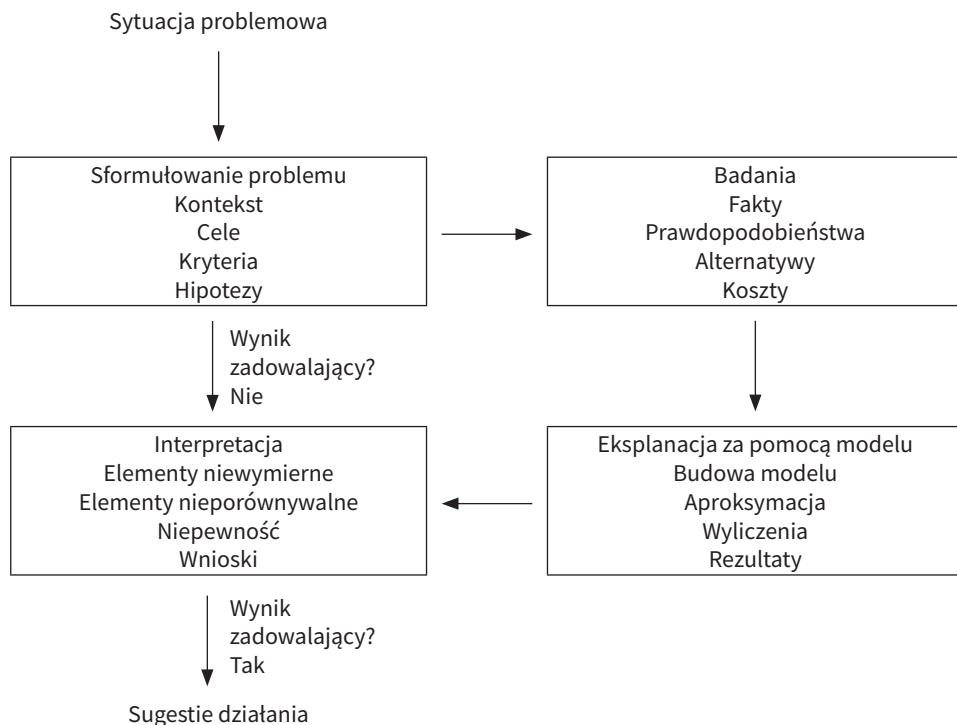 Sytuacja problemowa
Sformułowanie problemu
Kontekst
Cele
Kryteria
Hipotezy
Badania
Fakty
Prawdopodobieństwa
Alternatywy
Koszty
Wynik
zadowalający?
Nie
Interpretacja
Elementy niewymierne
Elementy nieporównywalne
Niepewność
Wnioski
Eksplanacja za pomocą modelu
Budowa modelu
Aproksymacja
Wyliczenia
Rezultaty
Wynik
zadowalający?
Tak
Sugestie działania